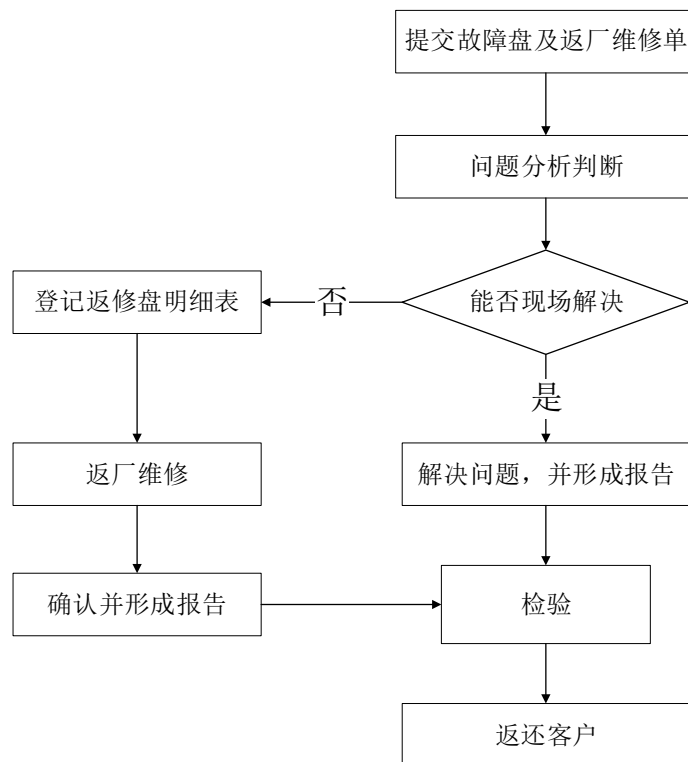 提交故障盘及返厂维修单
问题分析判断
能否现场解决
否
登记返修盘明细表
是
返厂维修
解决问题，并形成报告
确认并形成报告
检验
返还客户